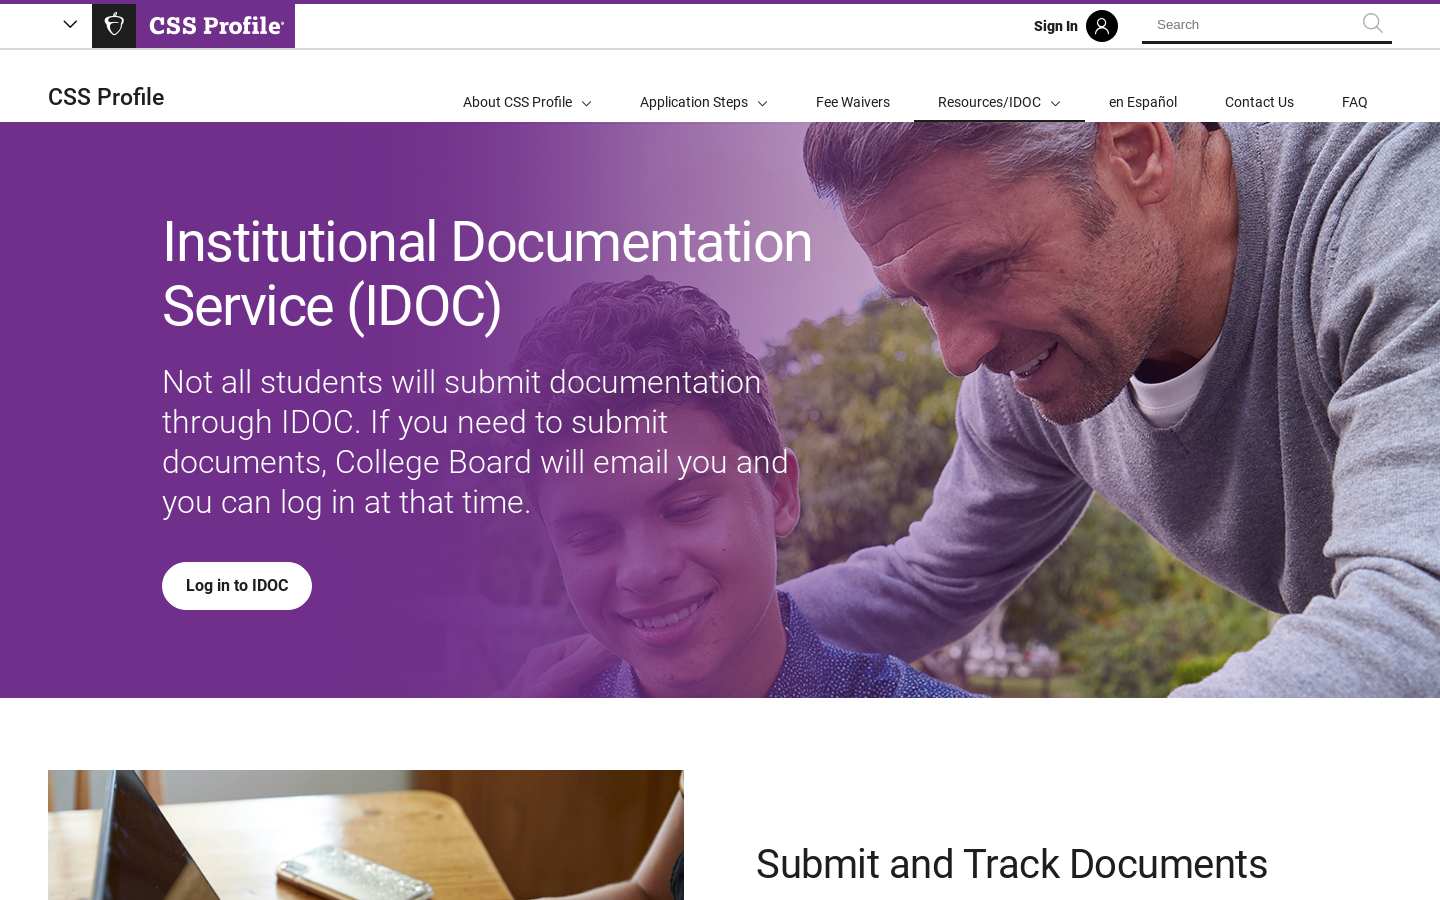 CSS Profile®
Sign In
Search
CSS Profile
About CSS Profile
Application Steps
Fee Waivers
Resources/IDOC
en Español
Contact Us
FAQ
Institutional Documentation
Service (IDOC)
Not all students will submit documentation
through IDOC. If you need to submit
documents, College Board will email you and
you can log in at that time.
Log in to IDOC
Submit and Track Documents